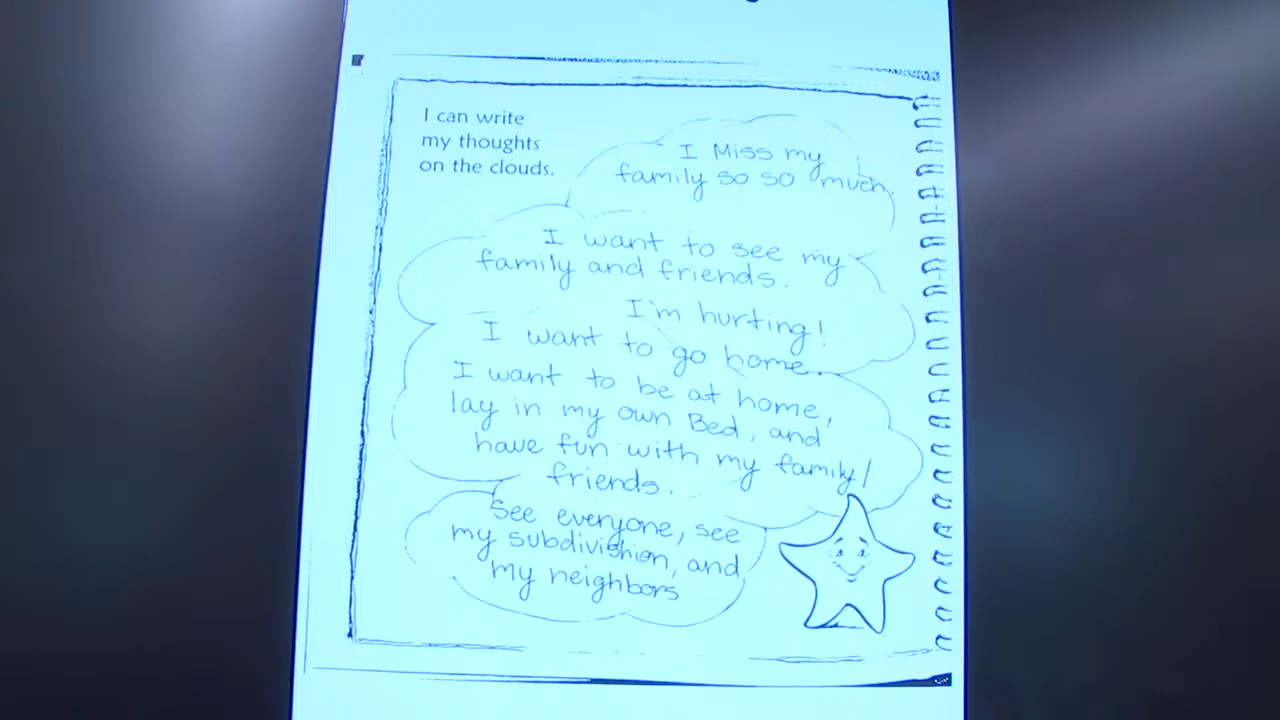 I can write
my thoughts
on the clouds.
I Miss my
family so so much.
I want to see my
family and friends.
I'm hurting!
I want to go home.
I want to be at home,
lay in my own Bed, and
have fun with my family/
friends.
See everyone, see
my subdivishion, and
my neighbors